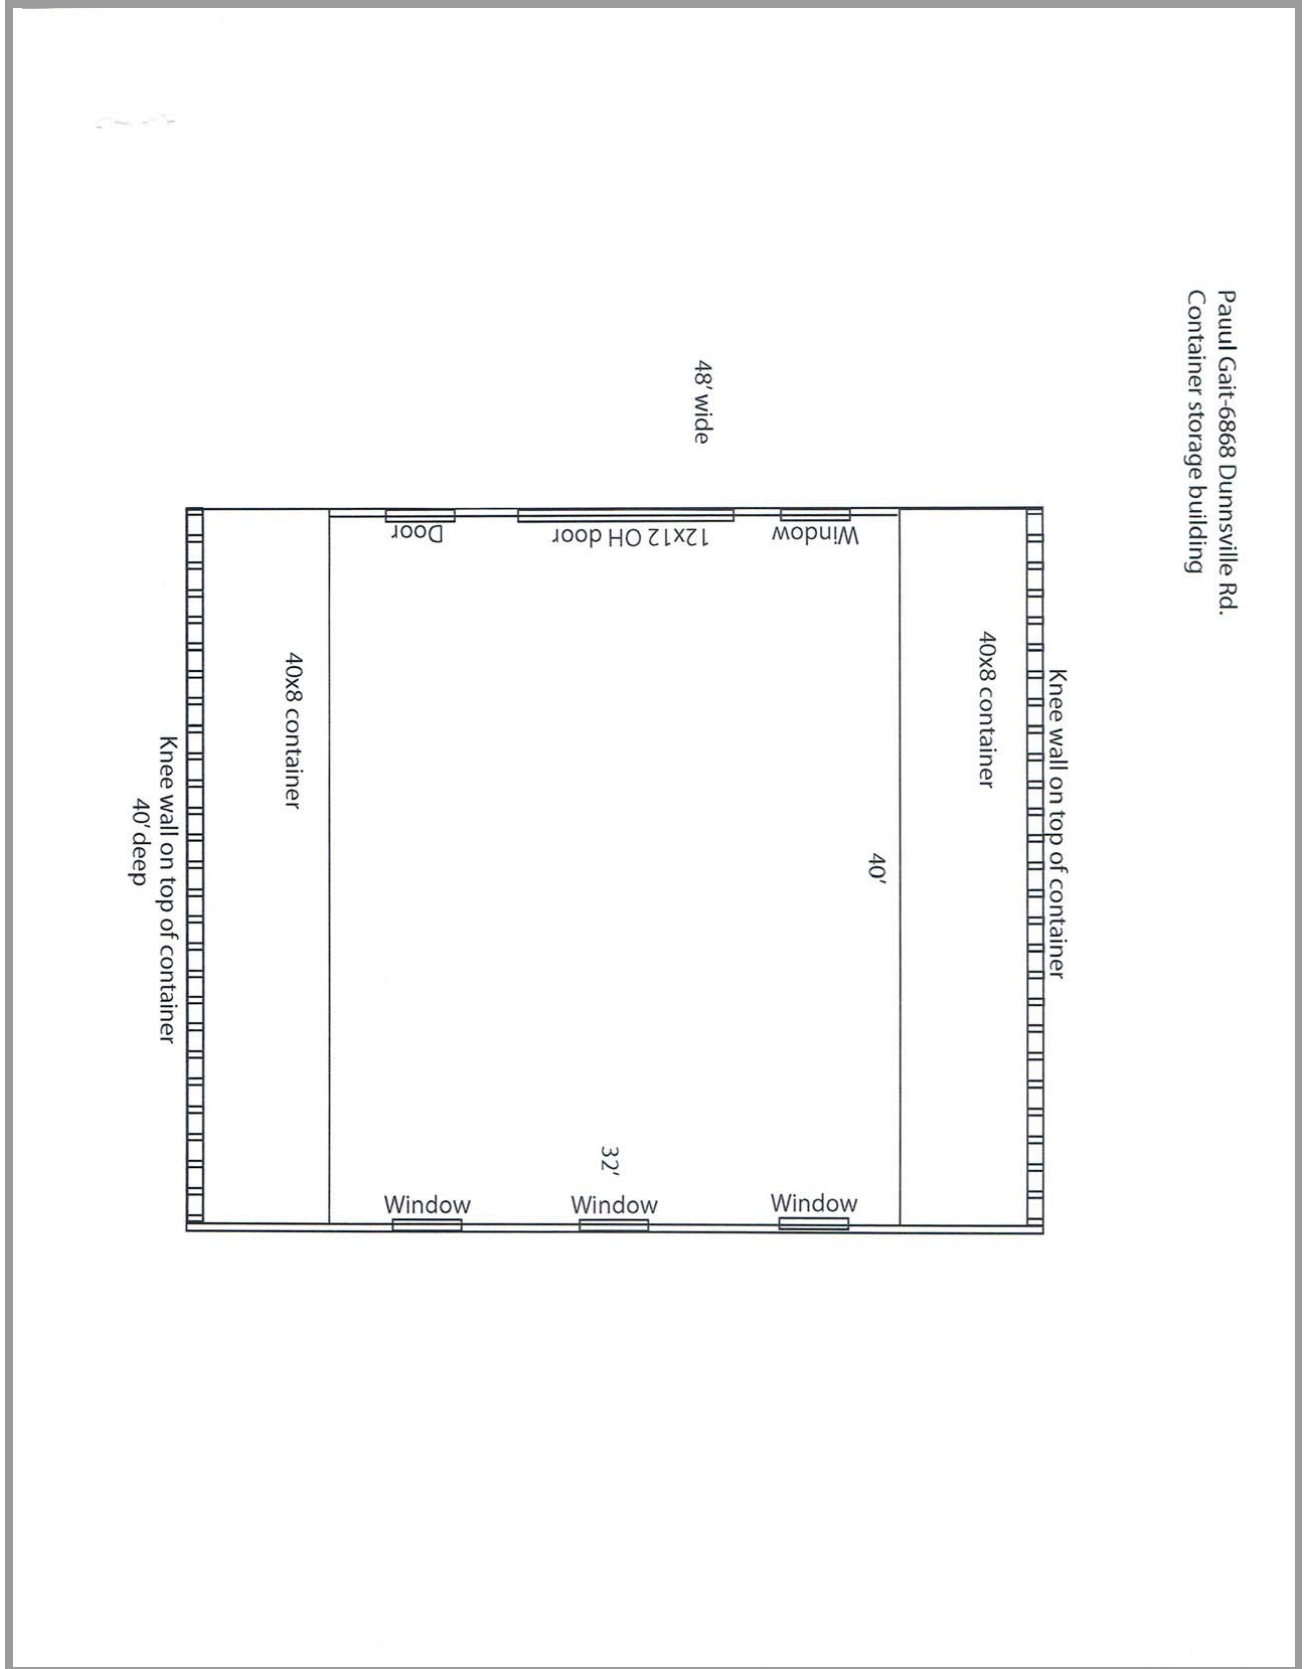 Pauul Gait-6868 Dunnsville Rd.
Container storage building
48' wide
Door
12x12 OH door
Window
40x8 container
40x8 container
Knee wall on top of container
Knee wall on top of container
40' deep
40'
32'
Window
Window
Window